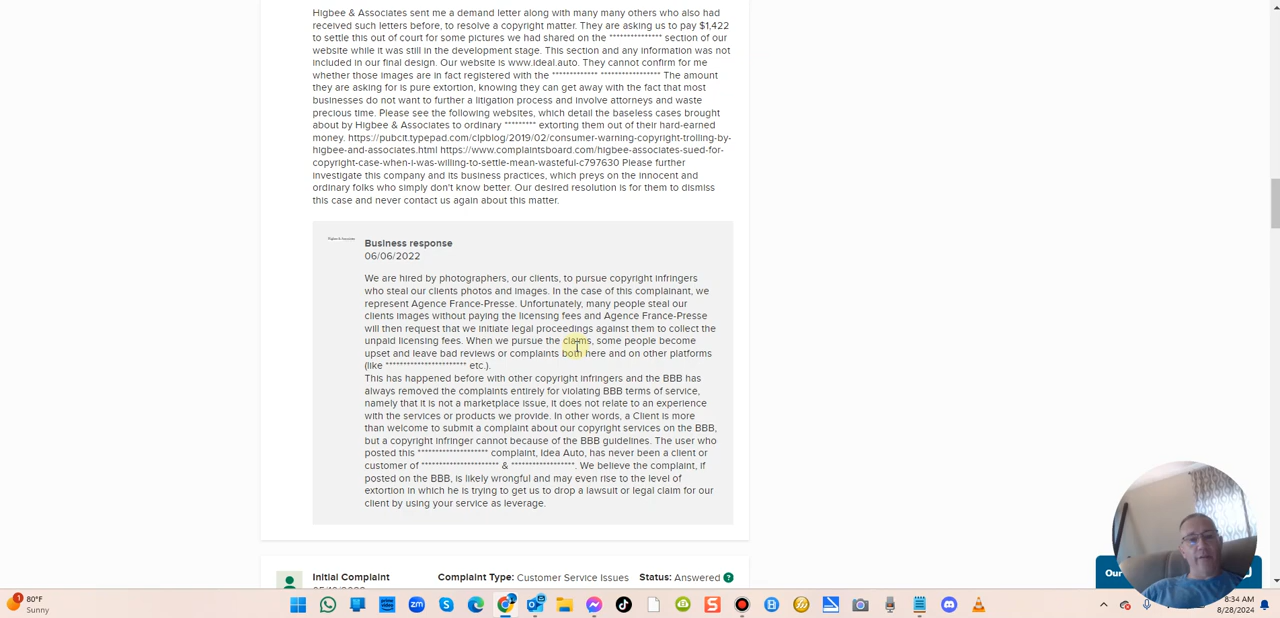 Higbee & Associates sent me a demand letter along with many many others who also had
received such letters before, to resolve a copyright matter. They are asking us to pay $1,422
to settle this out of court for some pictures we had shared on the ************** section of our
website while it was still in the development stage. This section and any information was not
included in our final design. Our website is www.ideal.auto. They cannot confirm for me
whether those images are in fact registered with the ************* ***************** The amount
they are asking for is pure extortion, knowing they can get away with the fact that most
businesses do not want to further a litigation process and involve attorneys and waste
precious time. Please see the following websites, which detail the baseless cases brought
about by Higbee & Associates to ordinary ********* extorting them out of their hard-earned
money. https://pubcit.typepad.com/clpblog/2019/02/consumer-warning-copyright-trolling-by-
higbee-and-associates.html https://www.complaintsboard.com/higbee-associates-sued-for-
copyright-case-when-i-was-willing-to-settle-mean-wasteful-c797630 Please further
investigate this company and its business practices, which preys on the innocent and
ordinary folks who simply don't know better. Our desired resolution is for them to dismiss
this case and never contact us again about this matter.
Business response
06/06/2022
We are hired by photographers, our clients, to pursue copyright infringers
who steal our clients photos and images. In the case of this complainant, we
represent Agence France-Presse. Unfortunately, many people steal our
clients images without paying the licensing fees and Agence France-Presse
will then request that we initiate legal proceedings against them to collect the
unpaid licensing fees. When we pursue the claims, some people become
upset and leave bad reviews or complaints both here and on other platforms
(like *********************** etc.).
This has happened before with other copyright infringers and the BBB has
always removed the complaints entirely for violating BBB terms of service,
namely that it is not a marketplace issue, it does not relate to an experience
with the services or products we provide. In other words, a Client is more
than welcome to submit a complaint about our copyright services on the BBB,
but a copyright infringer cannot because of the BBB guidelines. The user who
posted this ******************** complaint, Idea Auto, has never been a client or
customer of ********************** & ******************. We believe the complaint, if
posted on the BBB, is likely wrongful and may even rise to the level of
extortion in which he is trying to get us to drop a lawsuit or legal claim for our
client by using your service as leverage.
Initial Complaint
Complaint Type: Customer Service Issues
Status: Answered ?
Our
80°F
Sunny
8:34 AM
8/28/2024